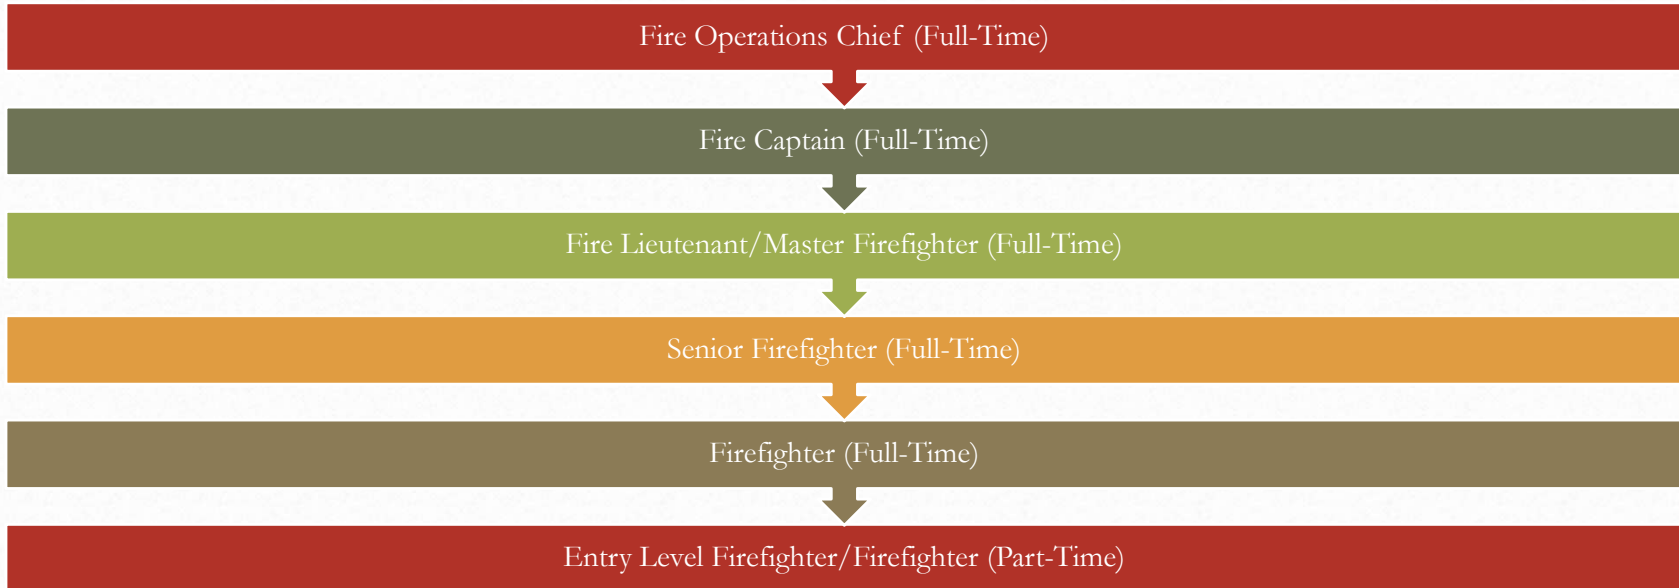 Fire Operations Chief (Full-Time)
Fire Captain (Full-Time)
Fire Lieutenant/Master Firefighter (Full-Time)
Senior Firefighter (Full-Time)
Firefighter (Full-Time)
Entry Level Firefighter/Firefighter (Part-Time)